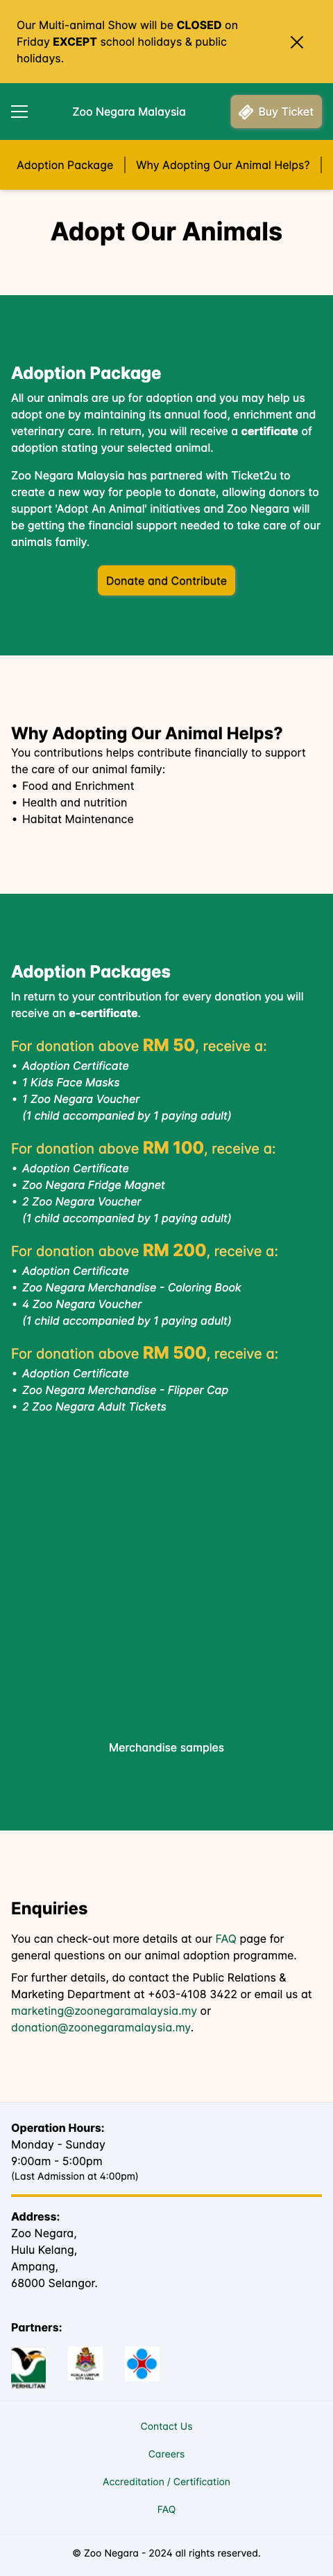 Our Multi-animal Show will be CLOSED on
Friday EXCEPT school holidays & public
holidays.
Zoo Negara Malaysia
Buy Ticket
Adoption Package
Why Adopting Our Animal Helps?
Adopt Our Animals
Adoption Package
All our animals are up for adoption and you may help us
adopt one by maintaining its annual food, enrichment and
veterinary care. In return, you will receive a certificate of
adoption stating your selected animal.
Zoo Negara Malaysia has partnered with Ticket2u to
create a new way for people to donate, allowing donors to
support 'Adopt An Animal' initiatives and Zoo Negara will
be getting the financial support needed to take care of our
animals family.
Donate and Contribute
Why Adopting Our Animal Helps?
You contributions helps contribute financially to support
the care of our animal family:
• Food and Enrichment
• Health and nutrition
• Habitat Maintenance
Adoption Packages
In return to your contribution for every donation you will
receive an e-certificate.
For donation above RM 50, receive a:
• Adoption Certificate
• 1 Kids Face Masks
• 1 Zoo Negara Voucher
(1 child accompanied by 1 paying adult)
For donation above RM 100, receive a:
• Adoption Certificate
• Zoo Negara Fridge Magnet
• 2 Zoo Negara Voucher
(1 child accompanied by 1 paying adult)
For donation above RM 200, receive a:
• Adoption Certificate
• Zoo Negara Merchandise - Coloring Book
• 4 Zoo Negara Voucher
(1 child accompanied by 1 paying adult)
For donation above RM 500, receive a:
• Adoption Certificate
• Zoo Negara Merchandise - Flipper Cap
• 2 Zoo Negara Adult Tickets
Merchandise samples
Enquiries
You can check-out more details at our FAQ page for
general questions on our animal adoption programme.
For further details, do contact the Public Relations &
Marketing Department at +603-4108 3422 or email us at
marketing@zoonegaramalaysia.my or
donation@zoonegaramalaysia.my.
Operation Hours:
Monday - Sunday
9:00am - 5:00pm
(Last Admission at 4:00pm)
Address:
Zoo Negara,
Hulu Kelang,
Ampang,
68000 Selangor.
Partners:
PERHILITAN
KUALA LUMPUR
CITY HALL
Contact Us
Careers
Accreditation / Certification
FAQ
© Zoo Negara - 2024 all rights reserved.